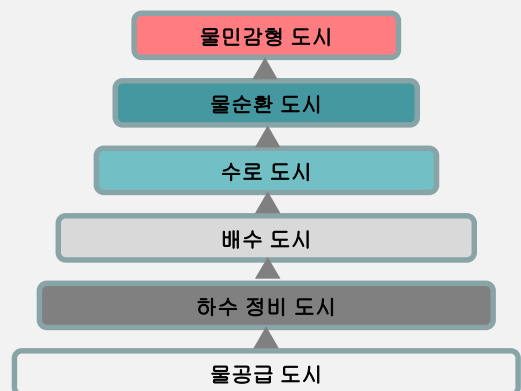 물민감형 도시
물순환 도시
수로 도시
배수 도시
하수 정비 도시
물공급 도시